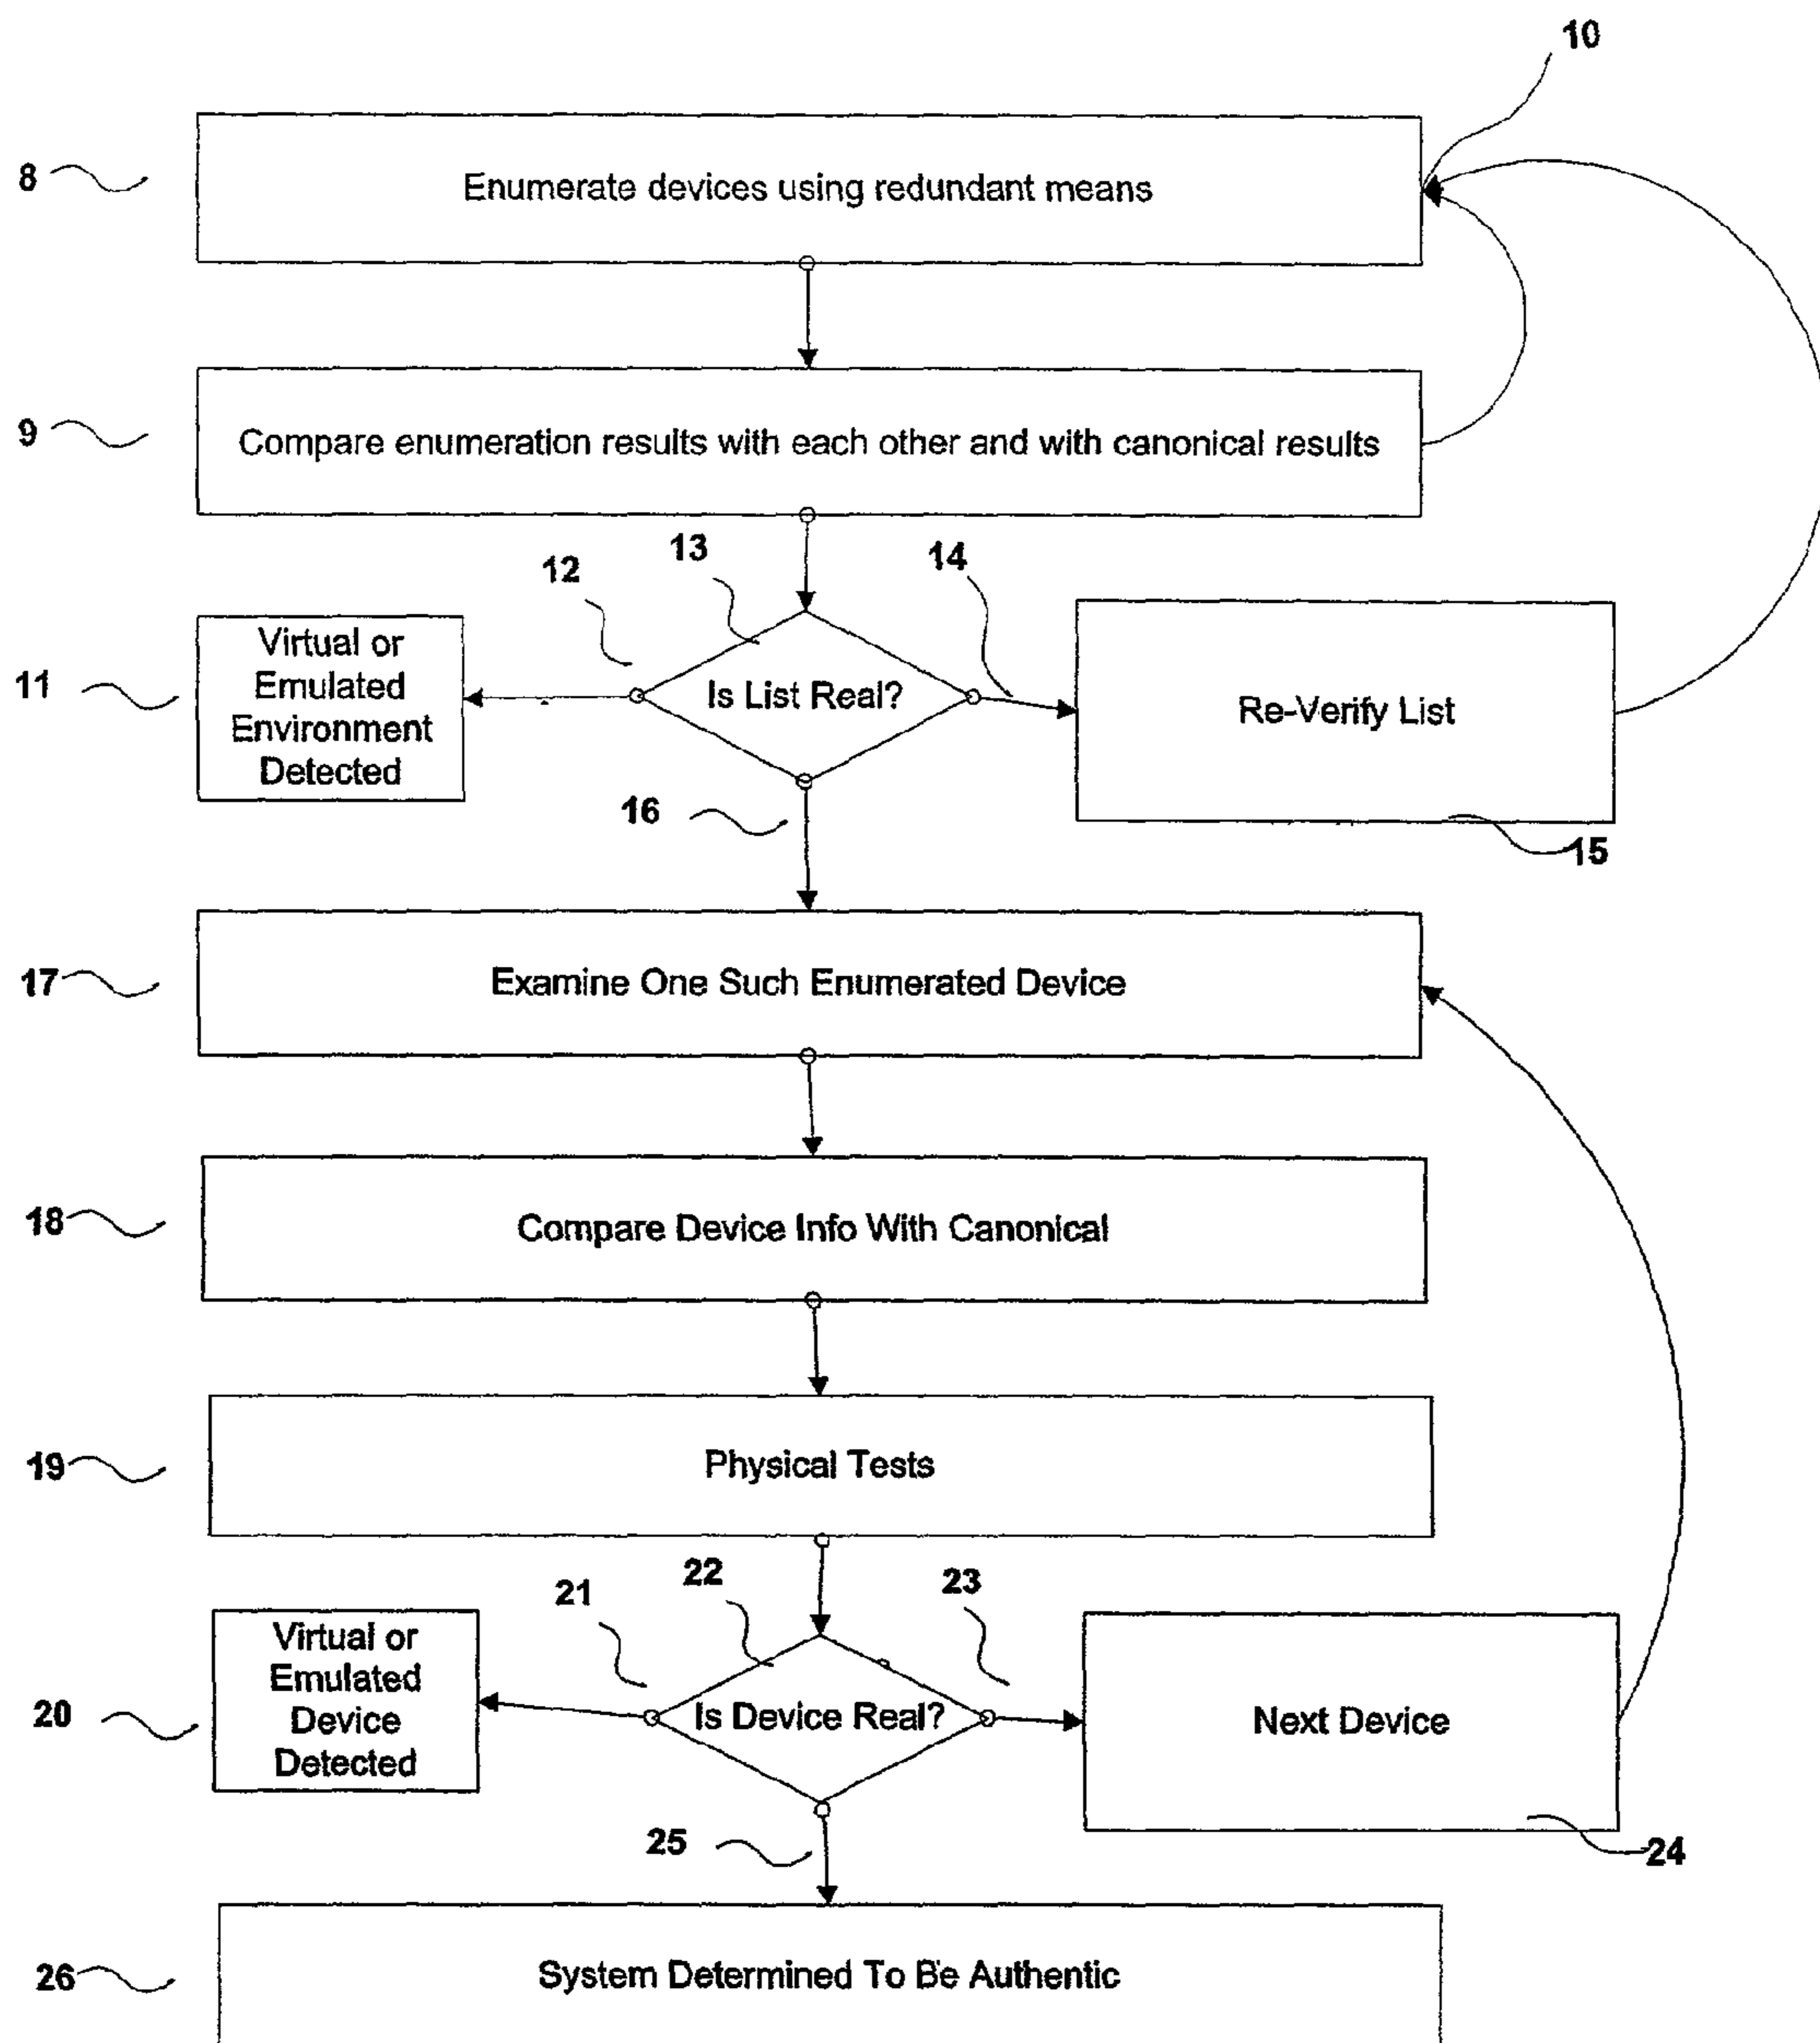 10
8
Enumerate devices using redundant means
9
Compare enumeration results with each other and with canonical results
12
13
14
11
Virtual or
Emulated
Environment
Detected
Is List Real?
Re-Verify List
16
15
17
Examine One Such Enumerated Device
18
Compare Device Info With Canonical
19
Physical Tests
21
22
23
20
Virtual or
Emulated
Device
Detected
Is Device Real?
Next Device
25
24
26
System Determined To Be Authentic